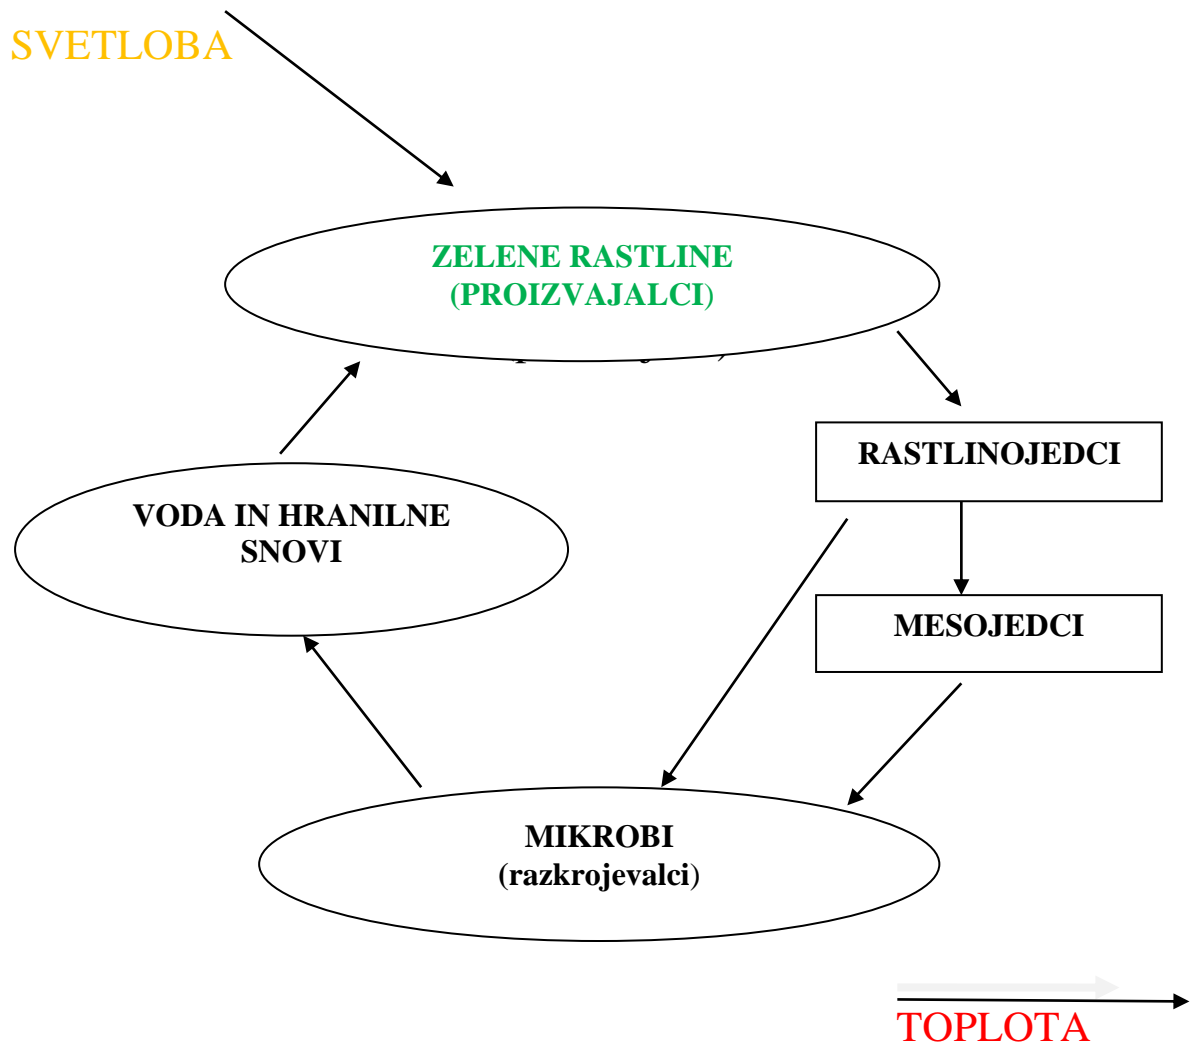 SVETLOBA
ZELENE RASTLINE
(PROIZVAJALCI)
RASTLINOJEDCI
VODA IN HRANILNE
SNOVI
MESOJEDCI
MIKROBI
(razkrojevalci)
TOPLOTA